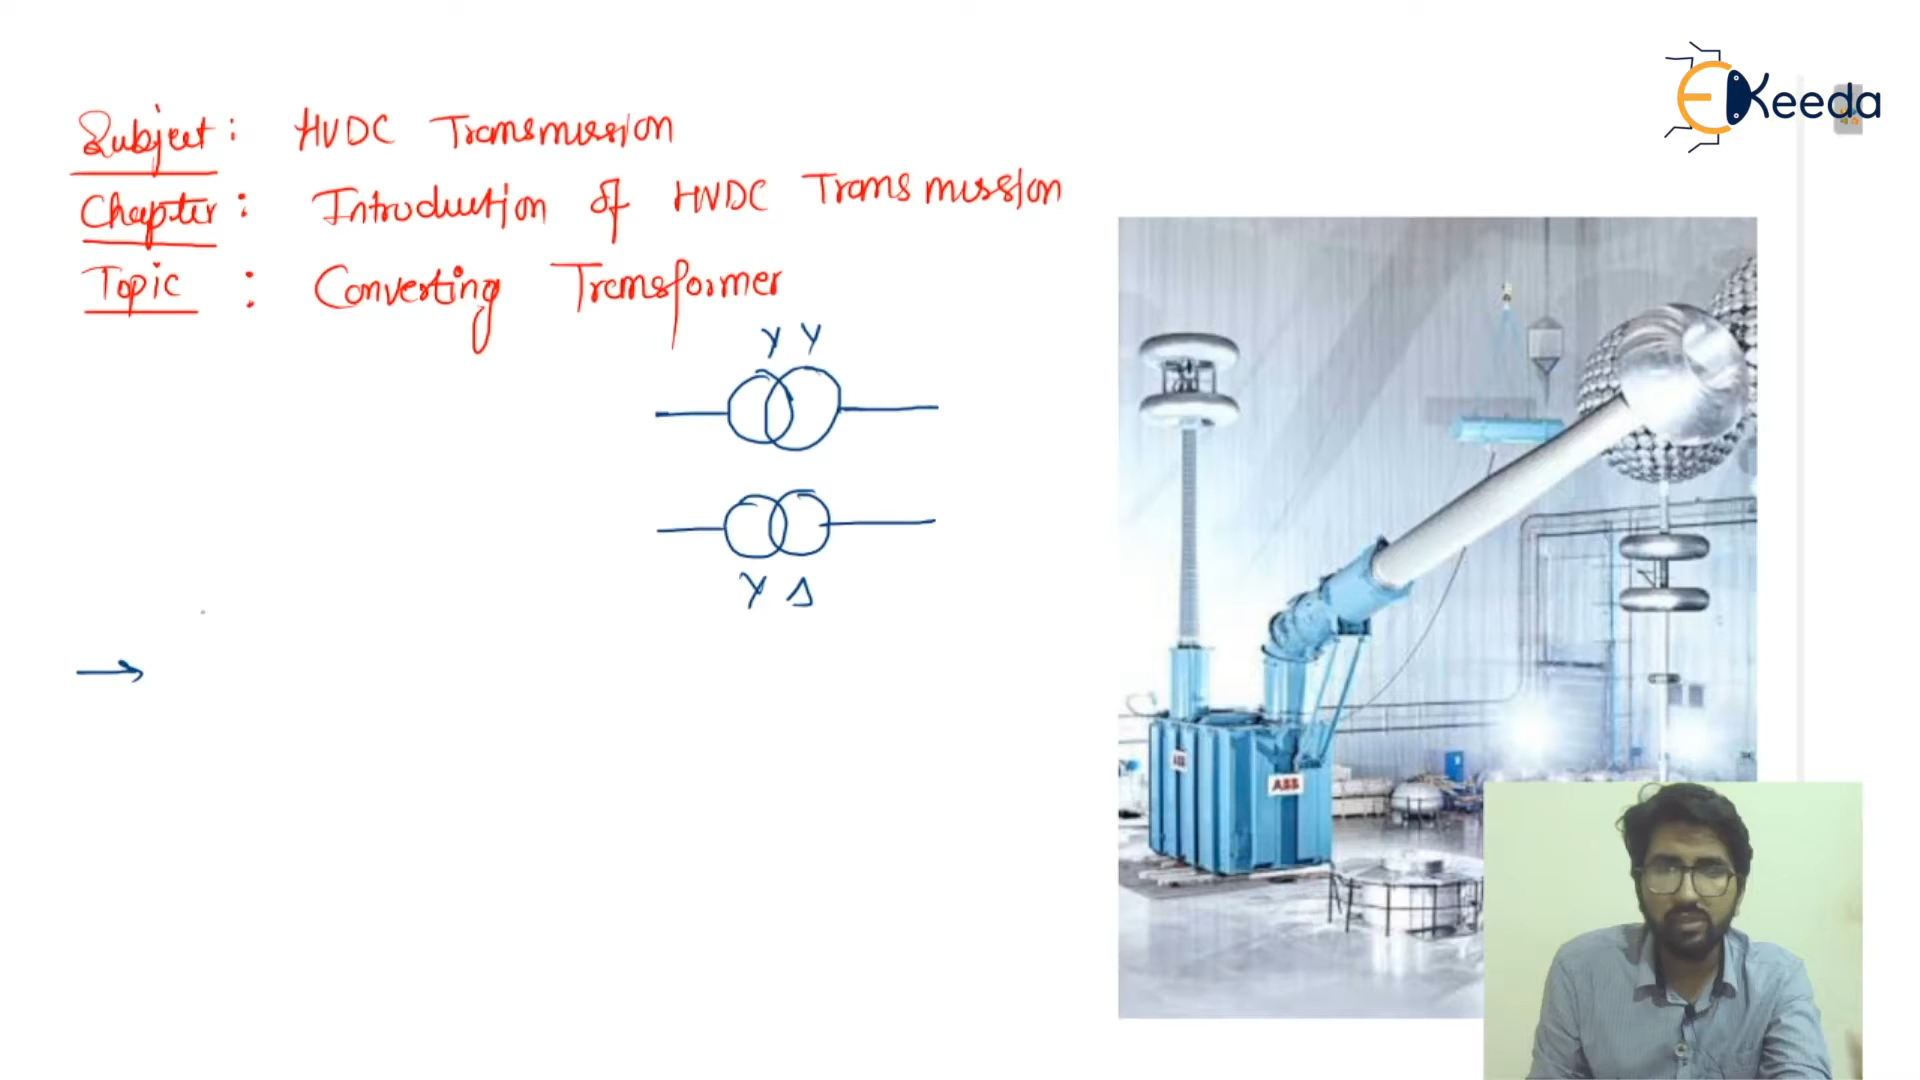 EKeeda
Subject : HVDC Transmission
Chapter : Introduction of HVDC Transmission
Topic : Converting Transformer
Y Y
Y Δ
ABB
ABB